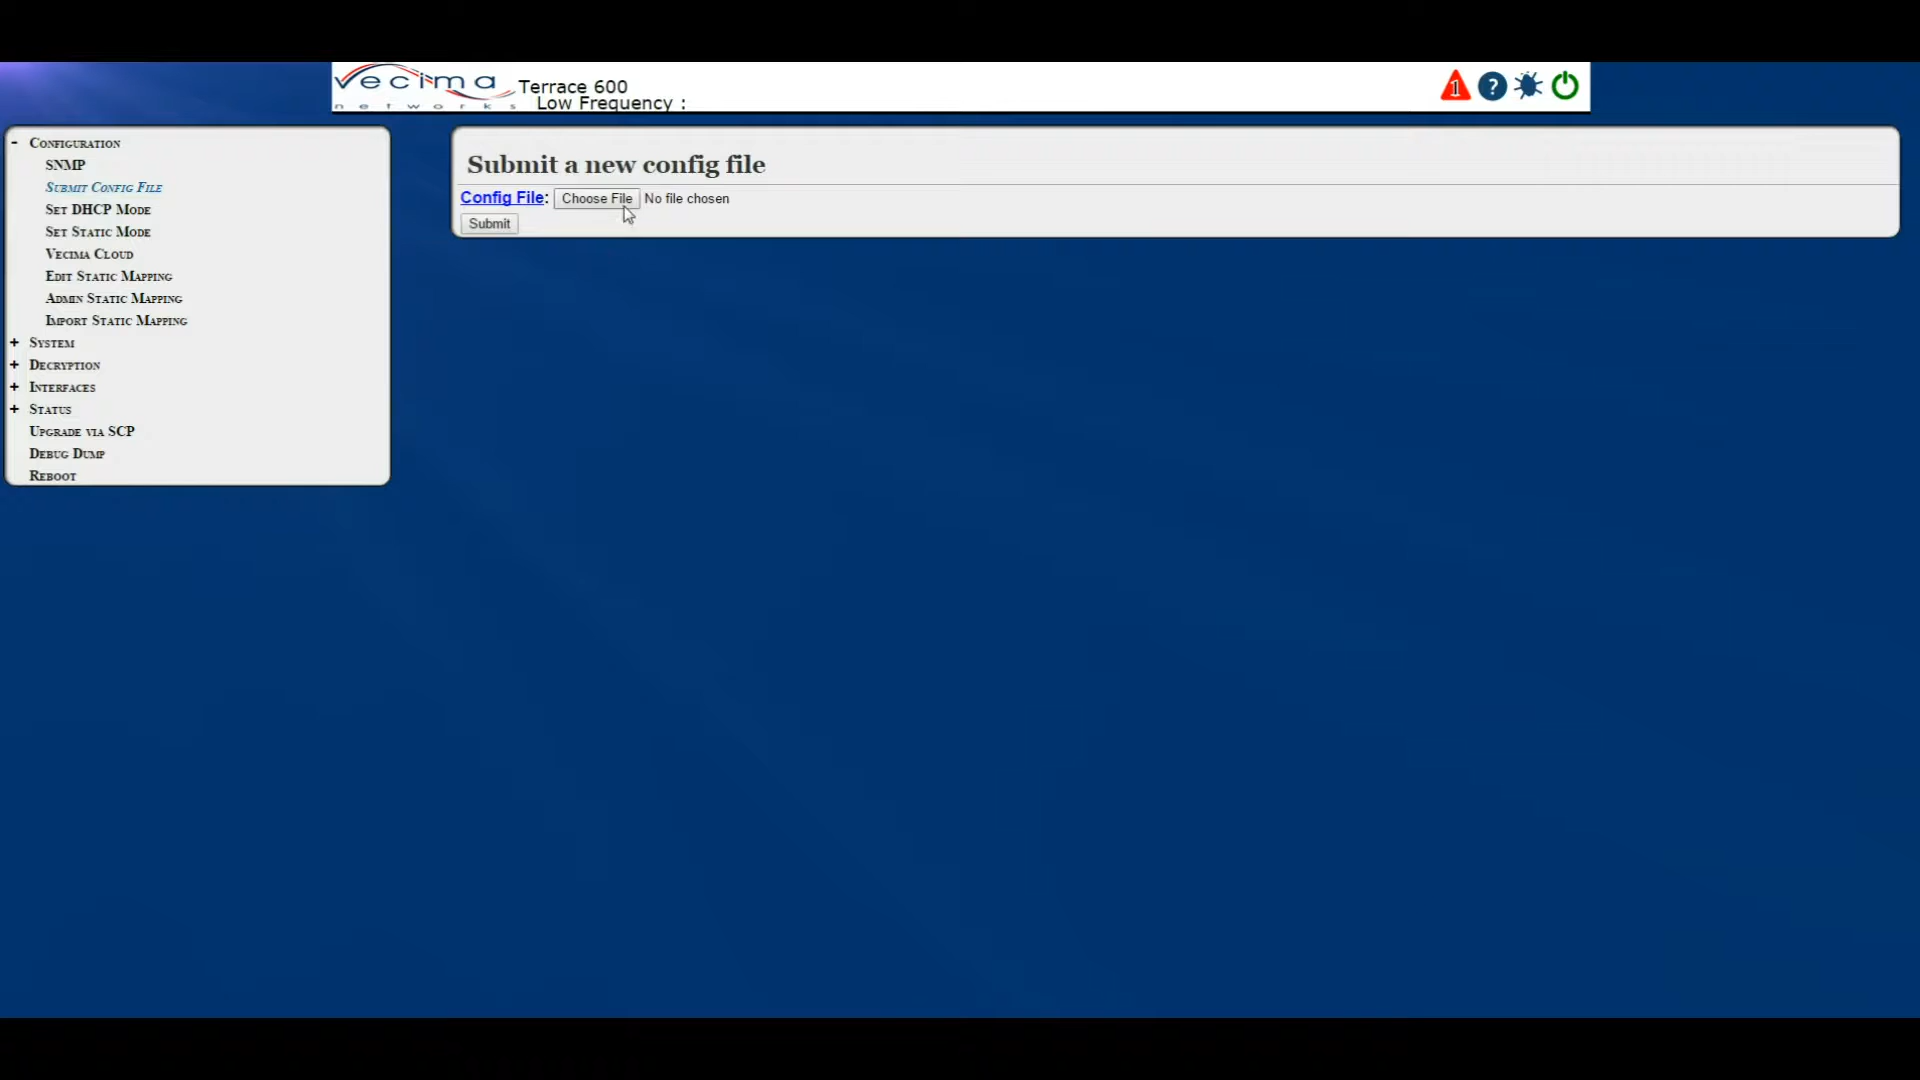 vecima
networks
Terrace 600
Low Frequency :
1
?
- Configuration
SNMP
Submit Config File
Set DHCP Mode
Set Static Mode
Vecima Cloud
Edit Static Mapping
Admin Static Mapping
Import Static Mapping
+ System
+ Decryption
+ Interfaces
+ Status
Upgrade via SCP
Debug Dump
Reboot
Submit a new config file
Config File: Choose File No file chosen
Submit